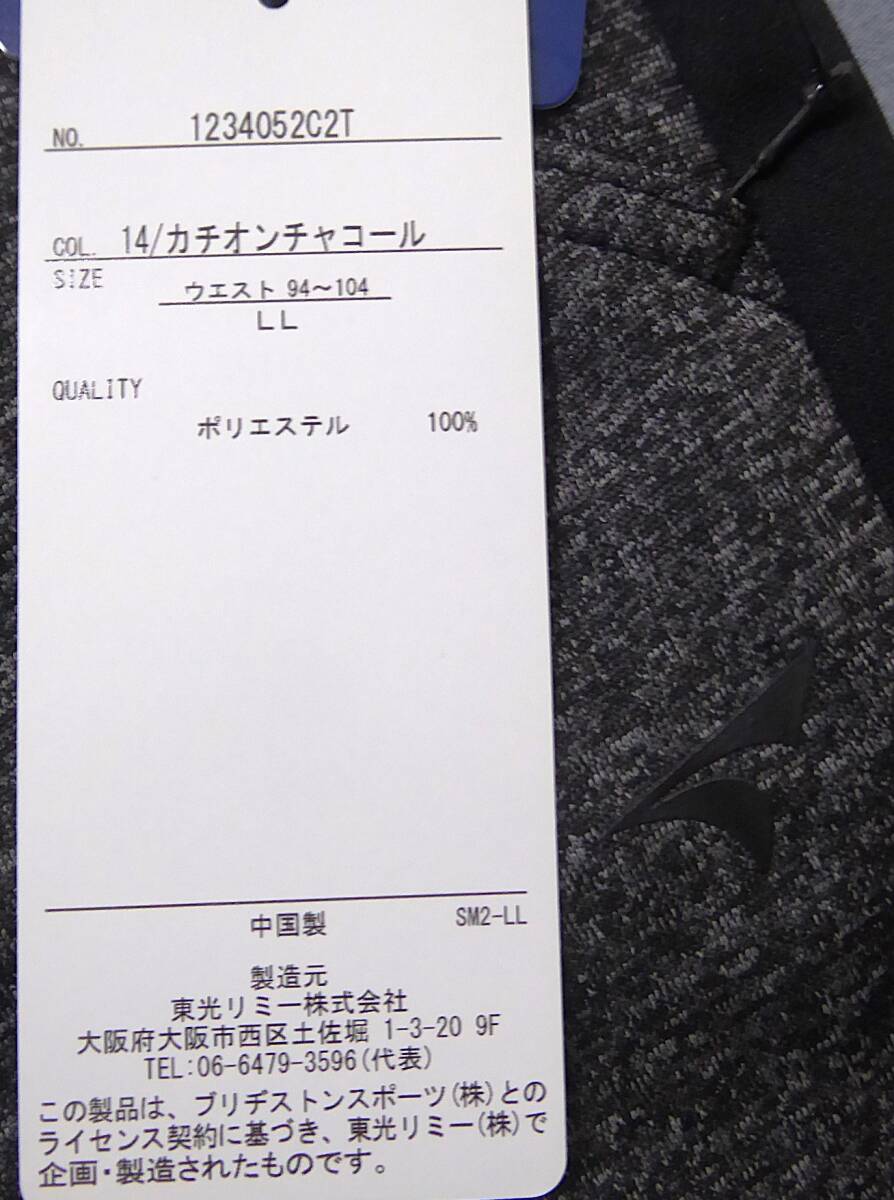 NO. 1234052C2T
COL. 14/カチオンチャコール
SIZE
ウエスト 94～104
LL
QUALITY
ポリエステル 100%
中国製 SM2-LL
製造元
東光リミー株式会社
大阪府大阪市西区土佐堀 1-3-20 9F
TEL:06-6479-3596(代表)
この製品は、ブリヂストンスポーツ(株)との
ライセンス契約に基づき、東光リミー(株)で
企画・製造されたものです。